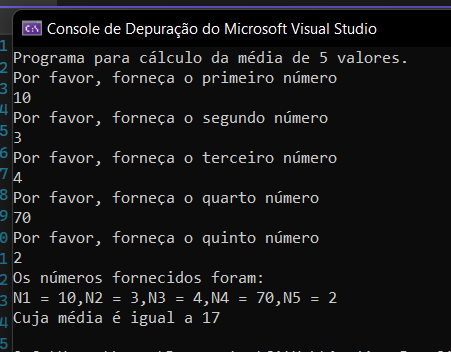 Console de Depuração do Microsoft Visual Studio
Programa para cálculo da média de 5 valores.
Por favor, forneça o primeiro número
10
Por favor, forneça o segundo número
3
Por favor, forneça o terceiro número
4
Por favor, forneça o quarto número
70
Por favor, forneça o quinto número
2
Os números fornecidos foram:
N1 = 10,N2 = 3,N3 = 4,N4 = 70,N5 = 2
Cuja média é igual a 17